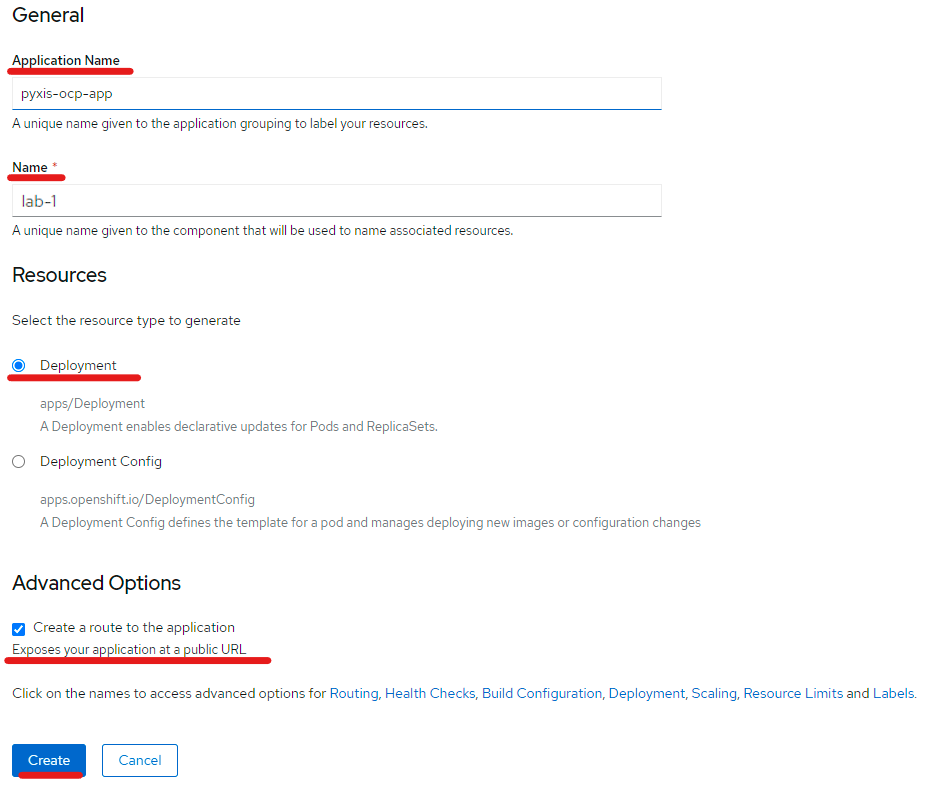 General
Application Name
pyxis-ocp-app
A unique name given to the application grouping to label your resources.
Name *
lab-1
A unique name given to the component that will be used to name associated resources.
Resources
Select the resource type to generate
Deployment
apps/Deployment
A Deployment enables declarative updates for Pods and ReplicaSets.
Deployment Config
apps.openshift.io/DeploymentConfig
A Deployment Config defines the template for a pod and manages deploying new images or configuration changes
Advanced Options
Create a route to the application
Exposes your application at a public URL
Click on the names to access advanced options for Routing, Health Checks, Build Configuration, Deployment, Scaling, Resource Limits and Labels.
Create Cancel